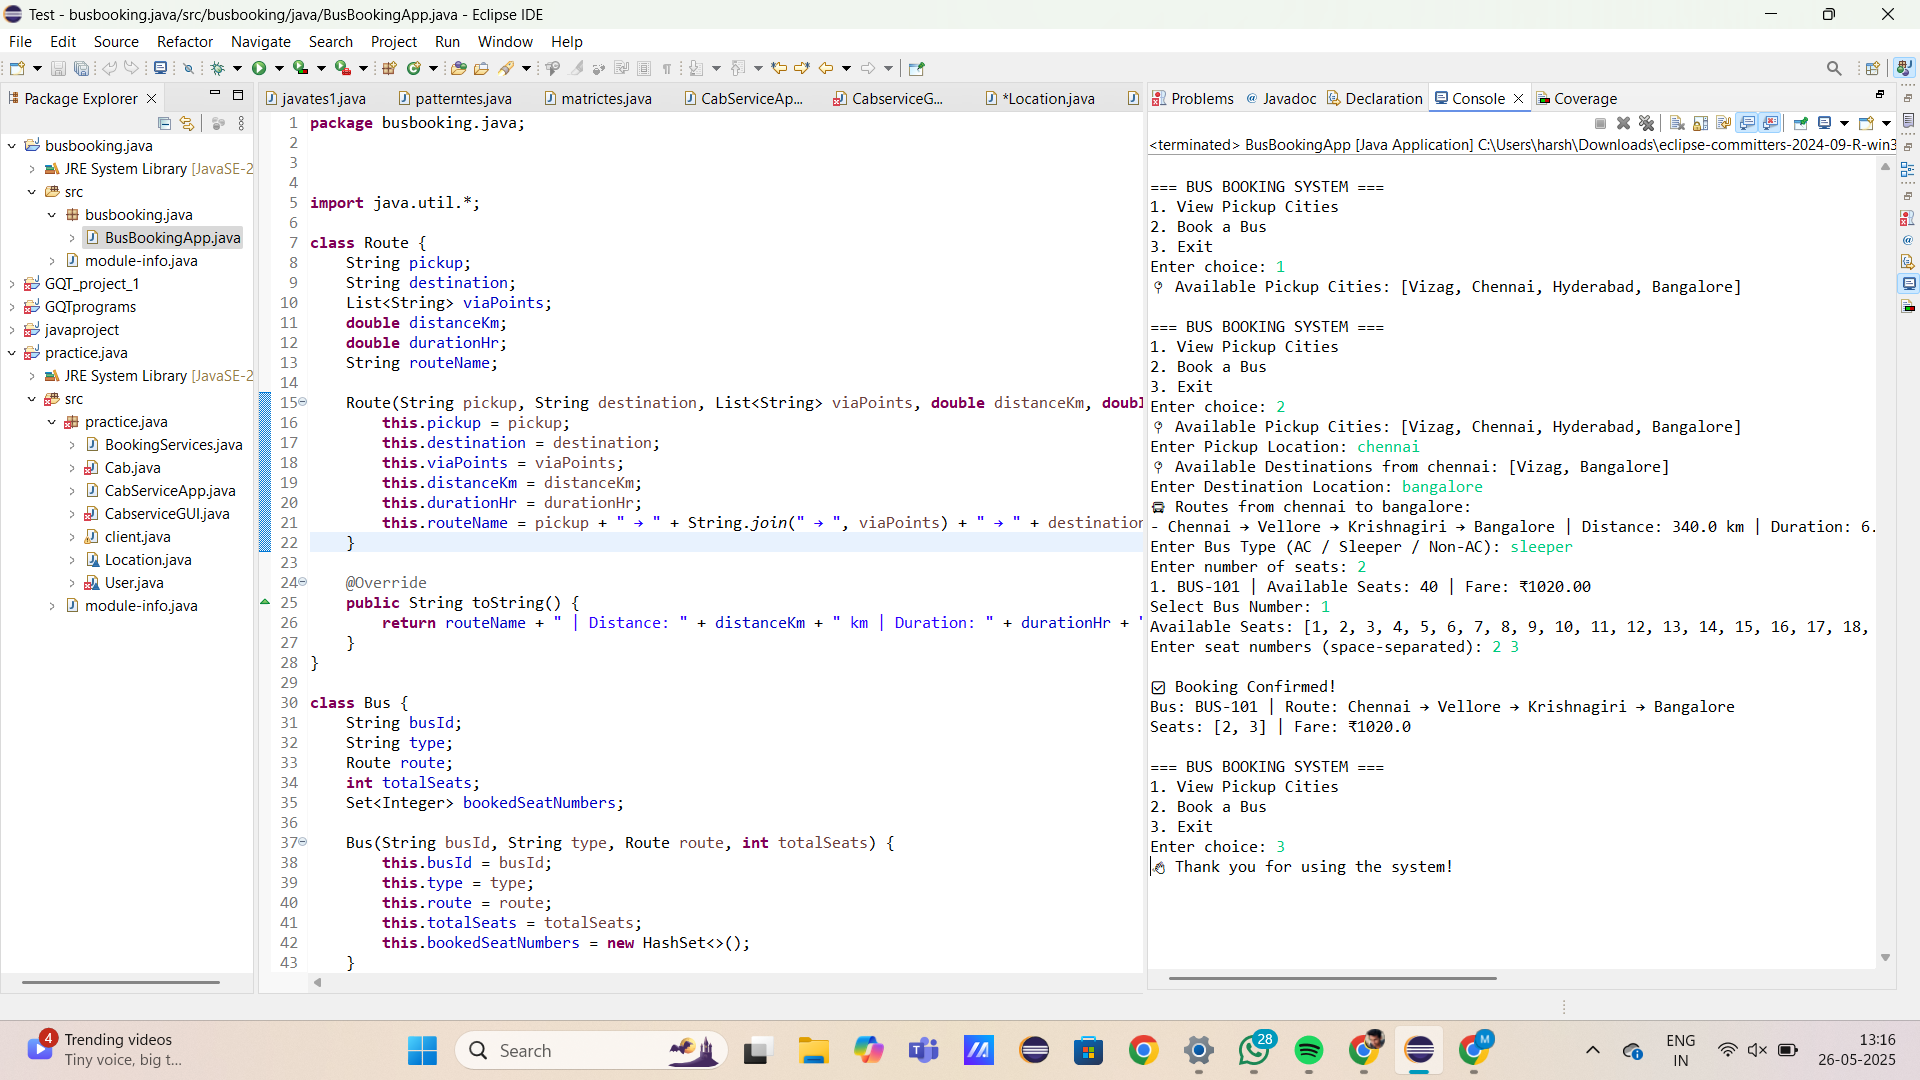 Test - busbooking.java/src/busbooking/java/BusBookingApp.java - Eclipse IDE
File Edit Source Refactor Navigate Search Project Run Window Help
Package Explorer
busbooking.java
JRE System Library [JavaSE-2
src
busbooking.java
BusBookingApp.java
module-info.java
GQT_project_1
GQTprograms
javaproject
practice.java
JRE System Library [JavaSE-2
src
practice.java
BookingServices.java
Cab.java
CabServiceApp.java
CabserviceGUI.java
client.java
Location.java
User.java
module-info.java
javates1.java patterntes.java matrictes.java CabServiceAp... CabserviceG... *Location.java
1 package busbooking.java;
2
3
4
5 import java.util.*;
6
7 class Route {
8 String pickup;
9 String destination;
10 List<String> viaPoints;
11 double distanceKm;
12 double durationHr;
13 String routeName;
14
15 Route(String pickup, String destination, List<String> viaPoints, double distanceKm, doubl
16 this.pickup = pickup;
17 this.destination = destination;
18 this.viaPoints = viaPoints;
19 this.distanceKm = distanceKm;
20 this.durationHr = durationHr;
21 this.routeName = pickup + " → " + String.join(" → ", viaPoints) + " → " + destination
22 }
23
24 @Override
25 public String toString() {
26 return routeName + " | Distance: " + distanceKm + " km | Duration: " + durationHr + "
27 }
28 }
29
30 class Bus {
31 String busId;
32 String type;
33 Route route;
34 int totalSeats;
35 Set<Integer> bookedSeatNumbers;
36
37 Bus(String busId, String type, Route route, int totalSeats) {
38 this.busId = busId;
39 this.type = type;
40 this.route = route;
41 this.totalSeats = totalSeats;
42 this.bookedSeatNumbers = new HashSet<>();
43 }
Problems Javadoc Declaration Console Coverage
<terminated> BusBookingApp [Java Application] C:\Users\harsh\Downloads\eclipse-committers-2024-09-R-win3
=== BUS BOOKING SYSTEM ===
1. View Pickup Cities
2. Book a Bus
3. Exit
Enter choice: 1
Available Pickup Cities: [Vizag, Chennai, Hyderabad, Bangalore]
=== BUS BOOKING SYSTEM ===
1. View Pickup Cities
2. Book a Bus
3. Exit
Enter choice: 2
Available Pickup Cities: [Vizag, Chennai, Hyderabad, Bangalore]
Enter Pickup Location: chennai
Available Destinations from chennai: [Vizag, Bangalore]
Enter Destination Location: bangalore
Routes from chennai to bangalore:
- Chennai → Vellore → Krishnagiri → Bangalore | Distance: 340.0 km | Duration: 6.
Enter Bus Type (AC / Sleeper / Non-AC): sleeper
Enter number of seats: 2
1. BUS-101 | Available Seats: 40 | Fare: ₹1020.00
Select Bus Number: 1
Available Seats: [1, 2, 3, 4, 5, 6, 7, 8, 9, 10, 11, 12, 13, 14, 15, 16, 17, 18,
Enter seat numbers (space-separated): 2 3
☑ Booking Confirmed!
Bus: BUS-101 | Route: Chennai → Vellore → Krishnagiri → Bangalore
Seats: [2, 3] | Fare: ₹1020.0
=== BUS BOOKING SYSTEM ===
1. View Pickup Cities
2. Book a Bus
3. Exit
Enter choice: 3
Thank you for using the system!
4 Trending videos
Tiny voice, big t...
Search
28
M
ENG
IN
13:16
26-05-2025